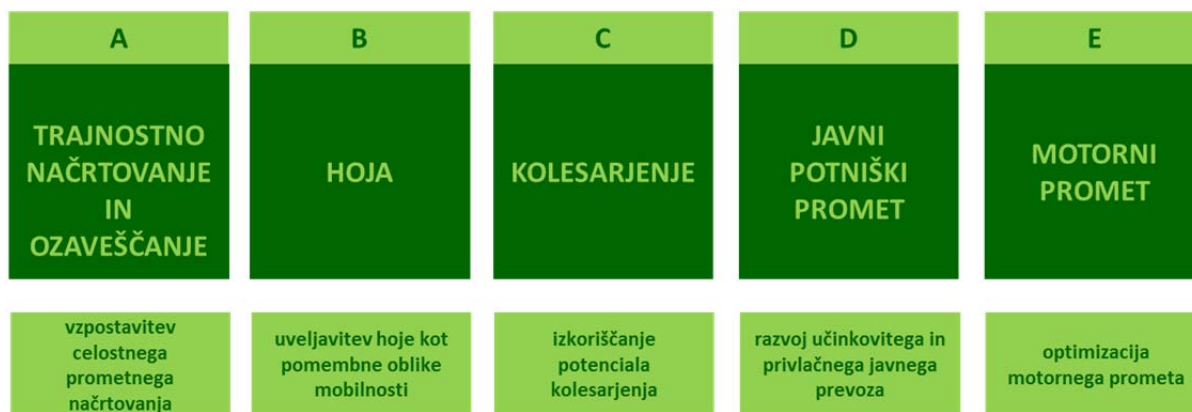 A
TRAJNOSTNO
NAČRTOVANJE
IN
OZAVEŠČANJE
vzpostavitev
celostnega
prometnega
načrtovanja
B
HOJA
uveljavitev hoje kot
pomembne oblike
mobilnosti
C
KOLESARJENJE
izkoriščanje
potenciala
kolesarjenja
D
JAVNI
POTNIŠKI
PROMET
razvoj učinkovitega in
privlačnega javnega
prevoza
E
MOTORNI
PROMET
optimizacija
motornega prometa